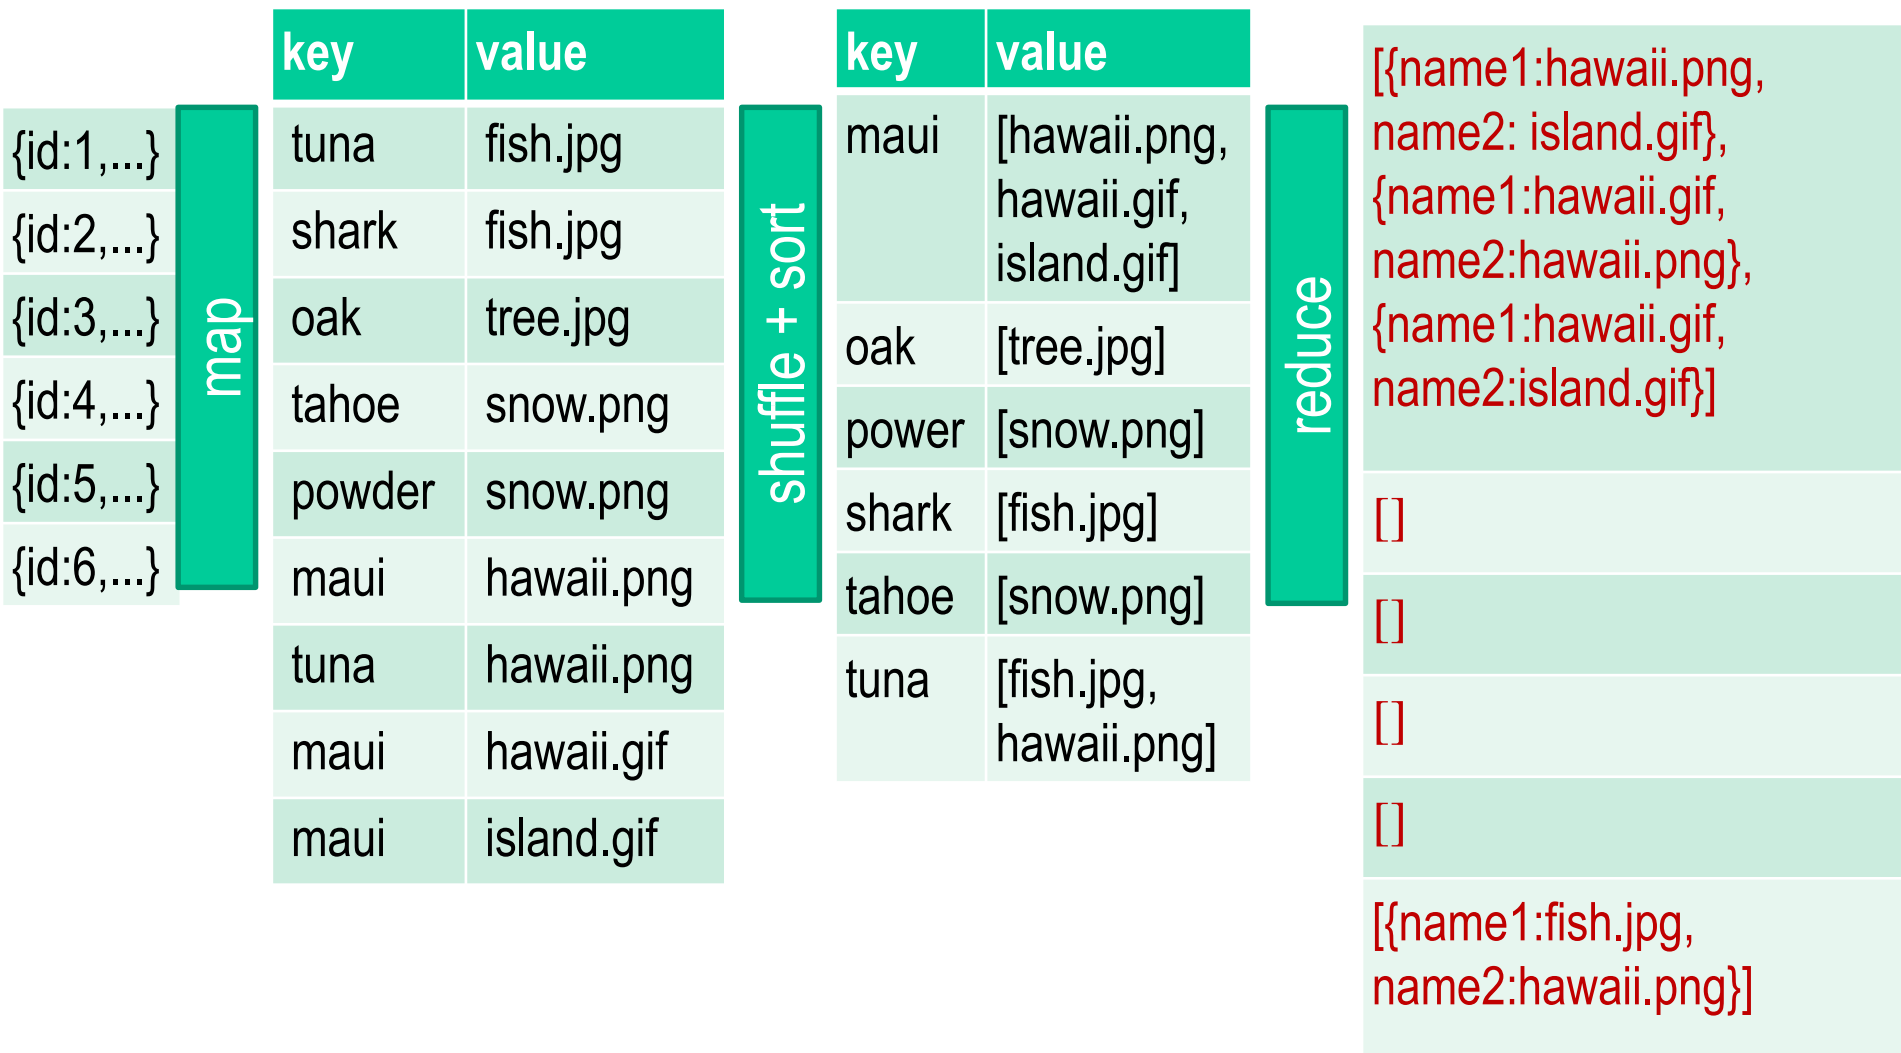 {id:1,...}
{id:2,...}
{id:3,...}
{id:4,...}
{id:5,...}
{id:6,...}
map
key value
tuna fish.jpg
shark fish.jpg
oak tree.jpg
tahoe snow.png
powder snow.png
maui hawaii.png
tuna hawaii.png
maui hawaii.gif
maui island.gif
shuffle + sort
key value
maui [hawaii.png,
hawaii.gif,
island.gif]
oak [tree.jpg]
power [snow.png]
shark [fish.jpg]
tahoe [snow.png]
tuna [fish.jpg,
hawaii.png]
reduce
[{name1:hawaii.png,
name2: island.gif},
{name1:hawaii.gif,
name2:hawaii.png},
{name1:hawaii.gif,
name2:island.gif}]
[]
[]
[]
[]
[{name1:fish.jpg,
name2:hawaii.png}]